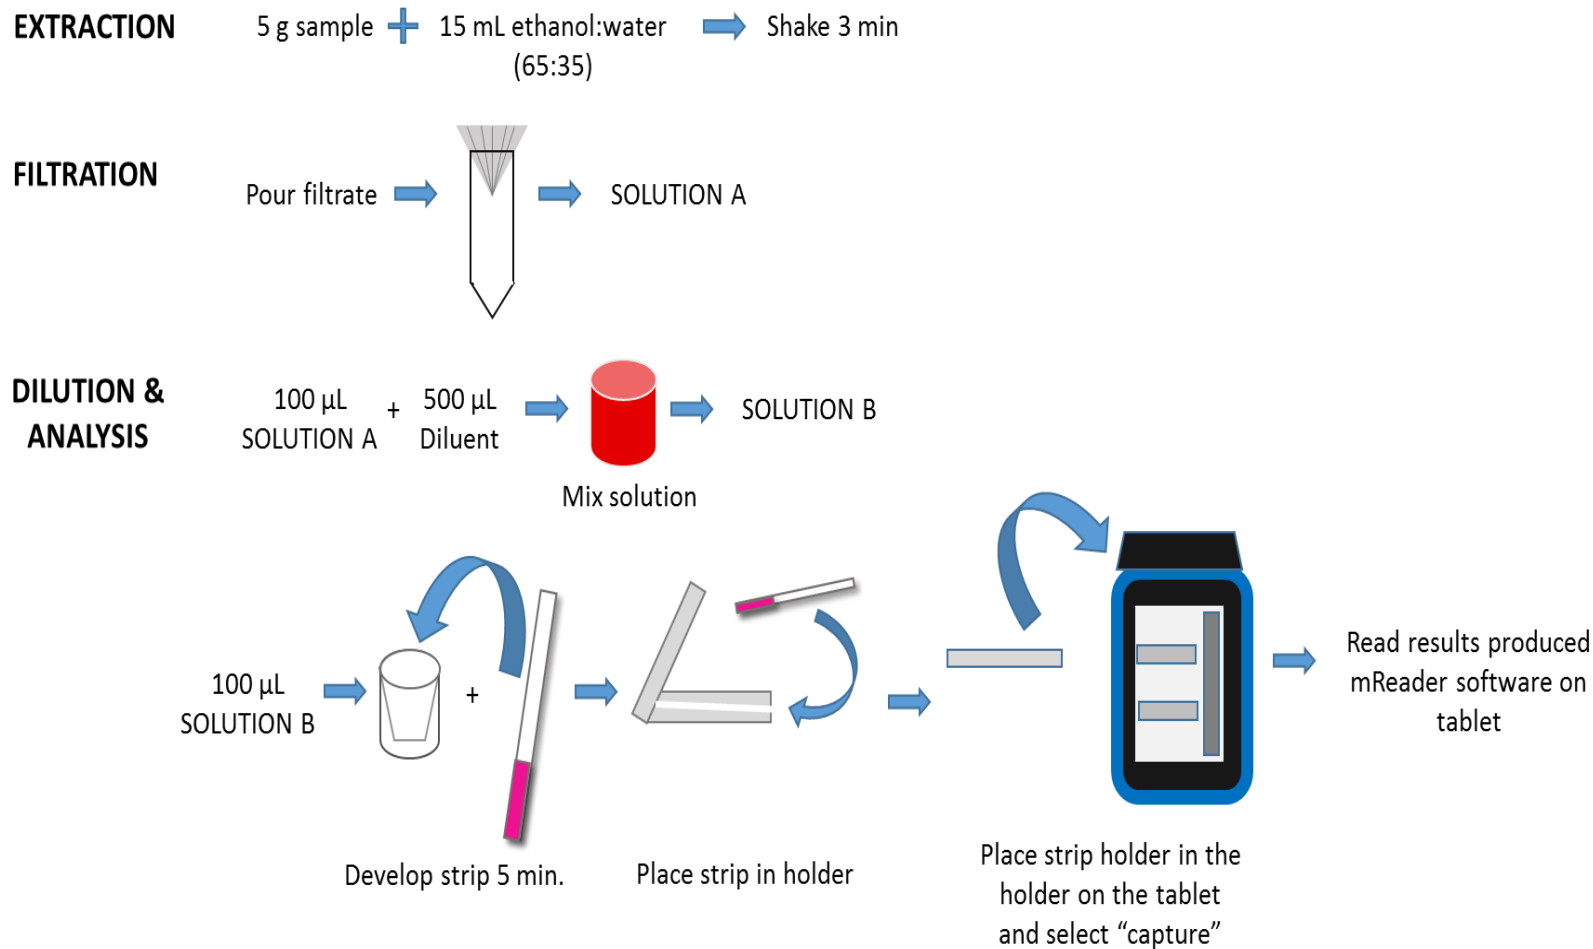 EXTRACTION
5 g sample + 15 mL ethanol:water
(65:35)
Shake 3 min
FILTRATION
Pour filtrate
SOLUTION A
DILUTION &
ANALYSIS
100 µL
SOLUTION A
+
500 µL
Diluent
Mix solution
SOLUTION B
100 µL
SOLUTION B
+
Develop strip 5 min.
Place strip in holder
Place strip holder in the
holder on the tablet
and select “capture”
Read results produced
mReader software on
tablet